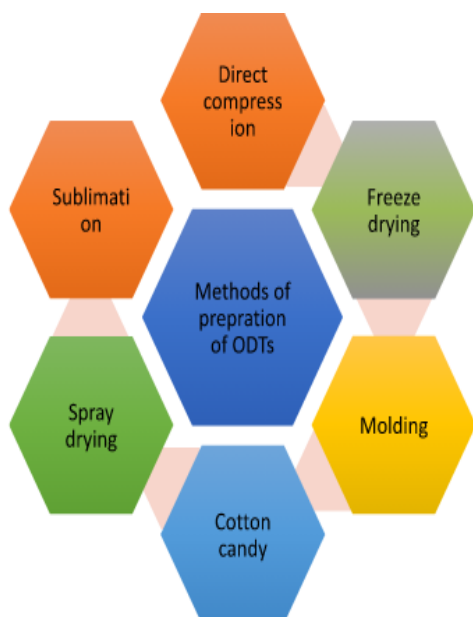 Direct
compress
ion
Freeze
drying
Molding
Cotton
candy
Spray
drying
Sublimati
on
Methods of
prepration
of ODTs